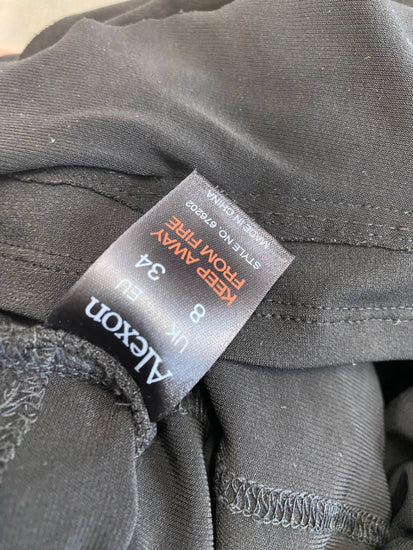 Alexon
UK 8
EU 34
KEEP AWAY
FROM FIRE
STYLE NO. 676202
MADE IN CHINA